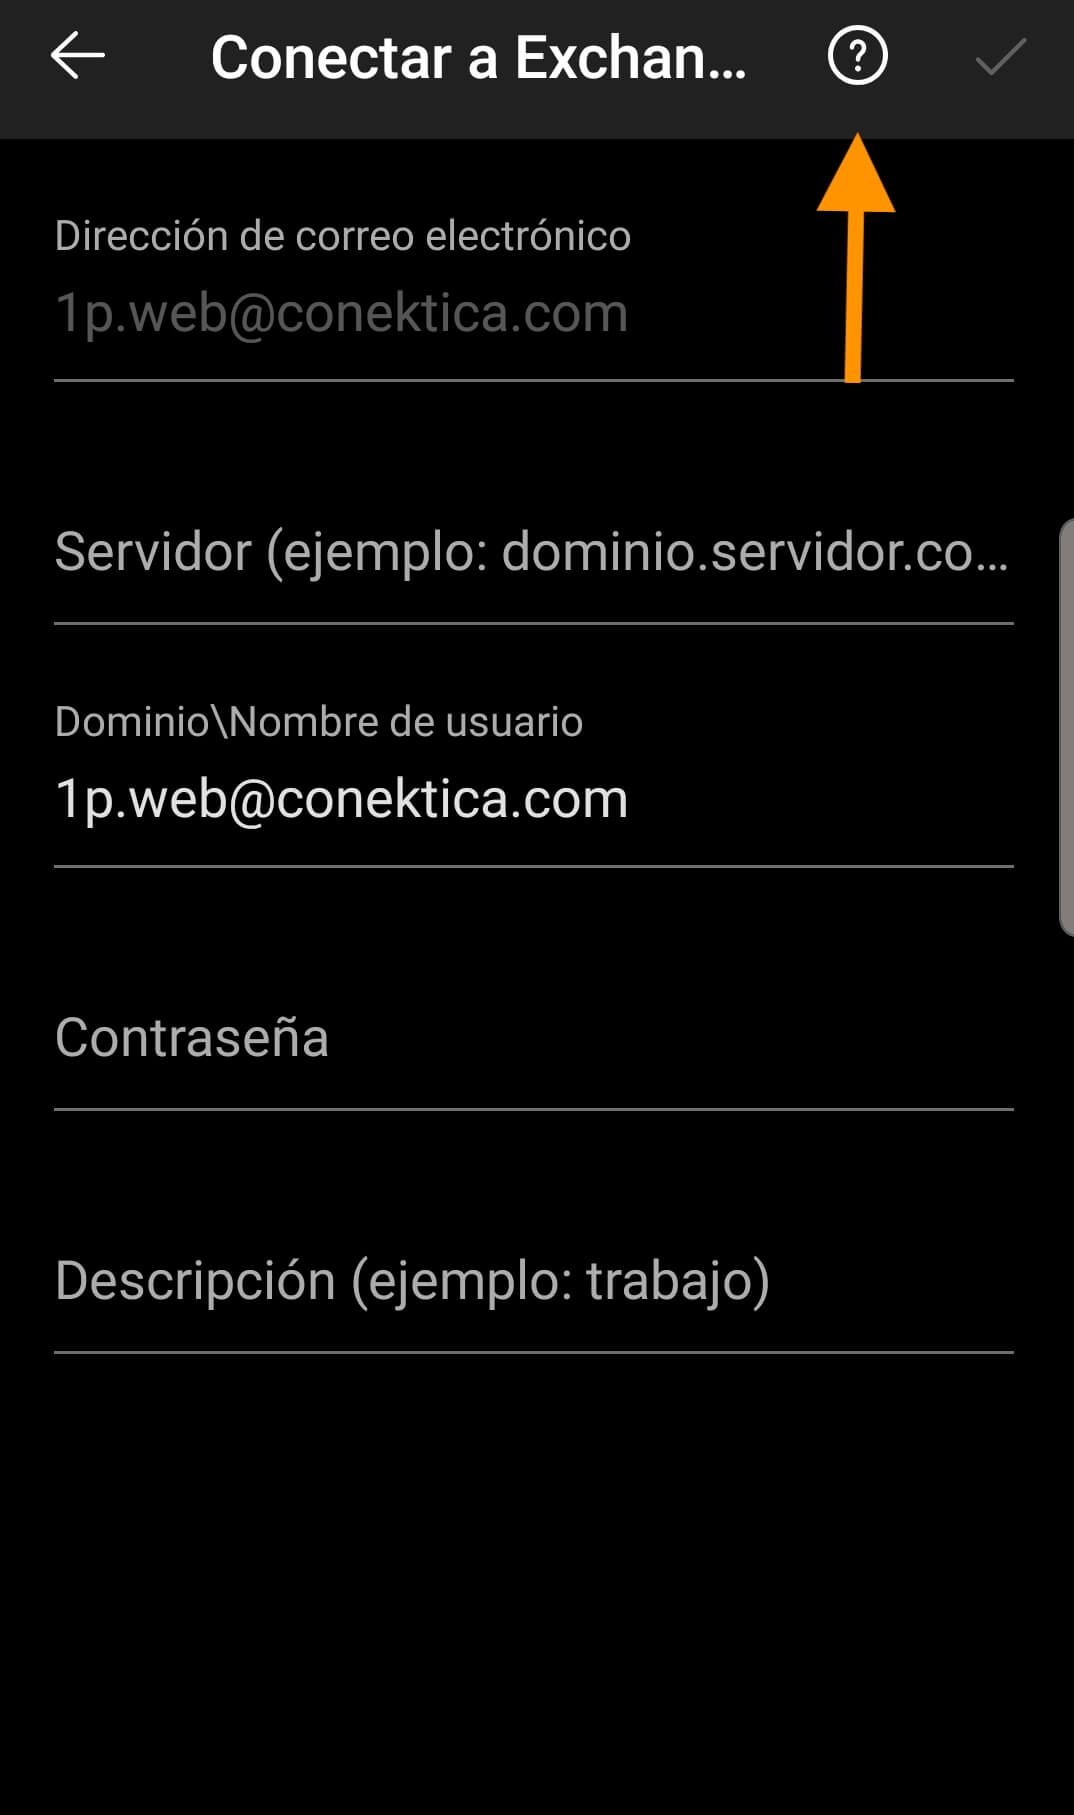 Conectar a Exchan...
?
Dirección de correo electrónico
1p.web@conektica.com
Servidor (ejemplo: dominio.servidor.co...
Dominio\Nombre de usuario
1p.web@conektica.com
Contraseña
Descripción (ejemplo: trabajo)